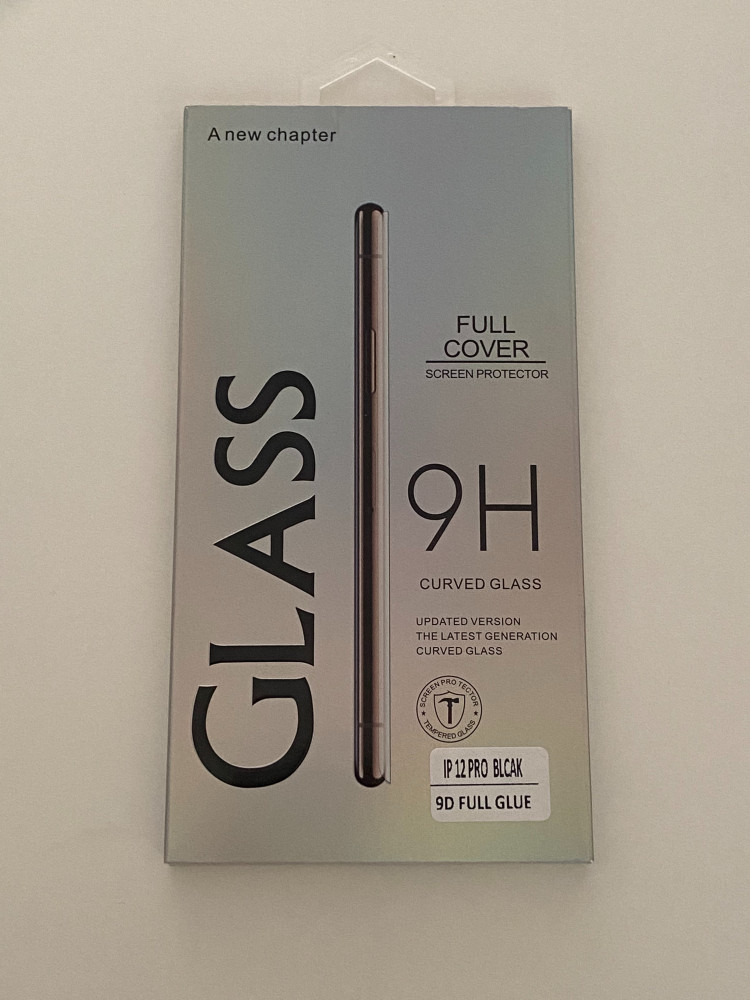 A new chapter
GLASS
FULL
COVER
SCREEN PROTECTOR
9H
CURVED GLASS
UPDATED VERSION
THE LATEST GENERATION
CURVED GLASS
SCREEN PRO TECTOR
TEMPERED GLASS
IP 12 PRO BLCAK
9D FULL GLUE